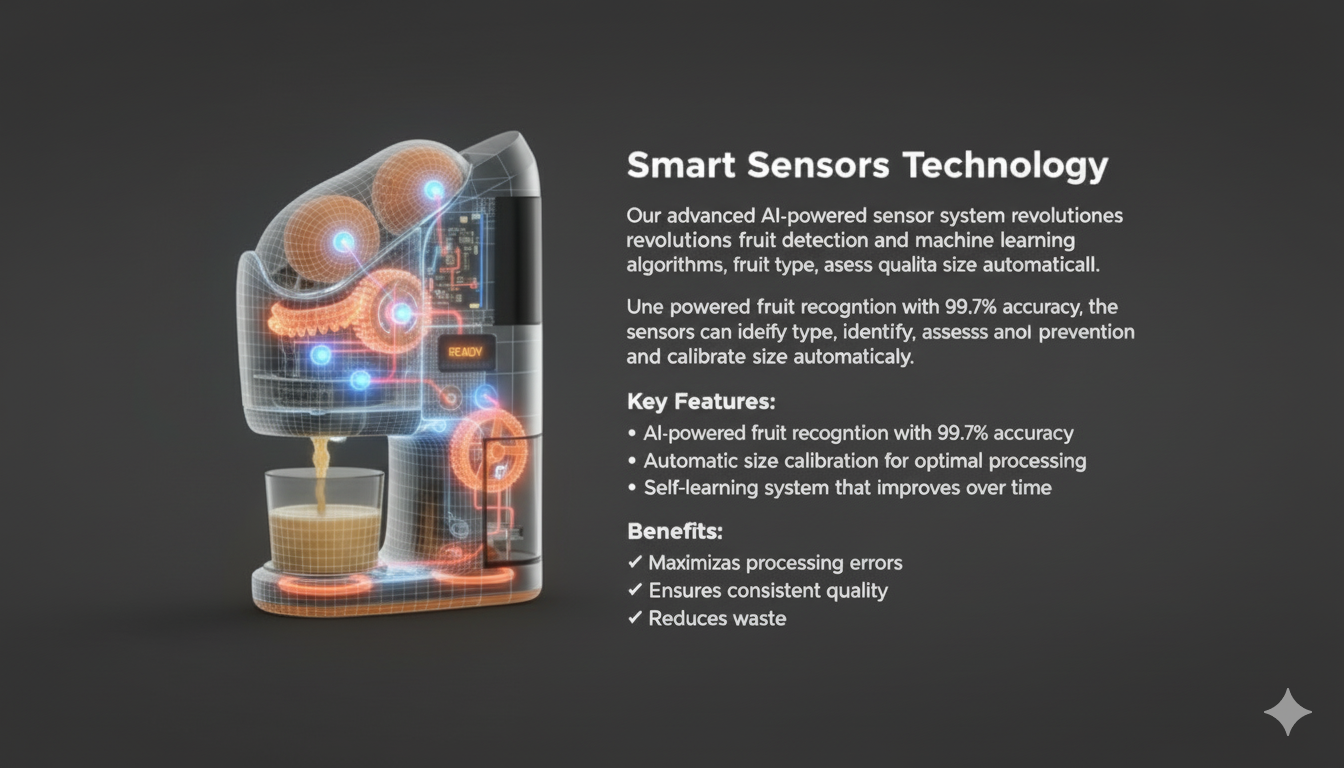 Smart Sensors Technology
Our advanced AI-powered sensor system revolutiones
revolutions fruit detection and machine learning
algorithms, fruit type, asess qualita size automaticall.
Une powered fruit recogntion with 99.7% accuracy, the
sensors can ideify type, identify, assesss anol prevention
and calibrate size automaticaly.
Key Features:
• AI-powered fruit recogntion with 99.7% accuracy
• Automatic size calibration for optimal processing
• Self-learning system that improves over time
Benefits:
✓ Maximizas processing errors
✓ Ensures consistent quality
✓ Reduces waste
READY